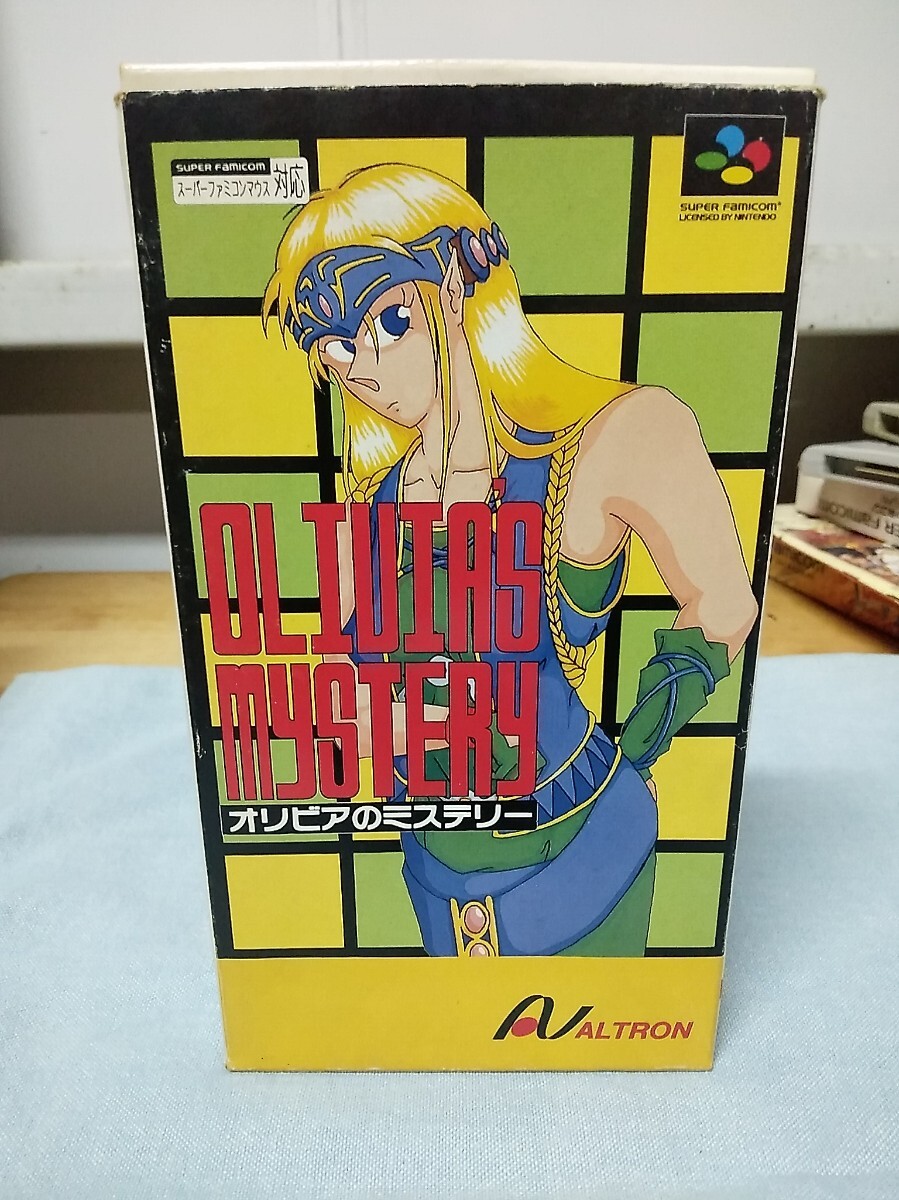 SUPER FAMICOM
スーパーファミコンマウス 対応
SUPER FAMICOM
LICENSED BY NINTENDO
OLIVIA'S
MYSTERY
オリビアのミステリー
ALTRON